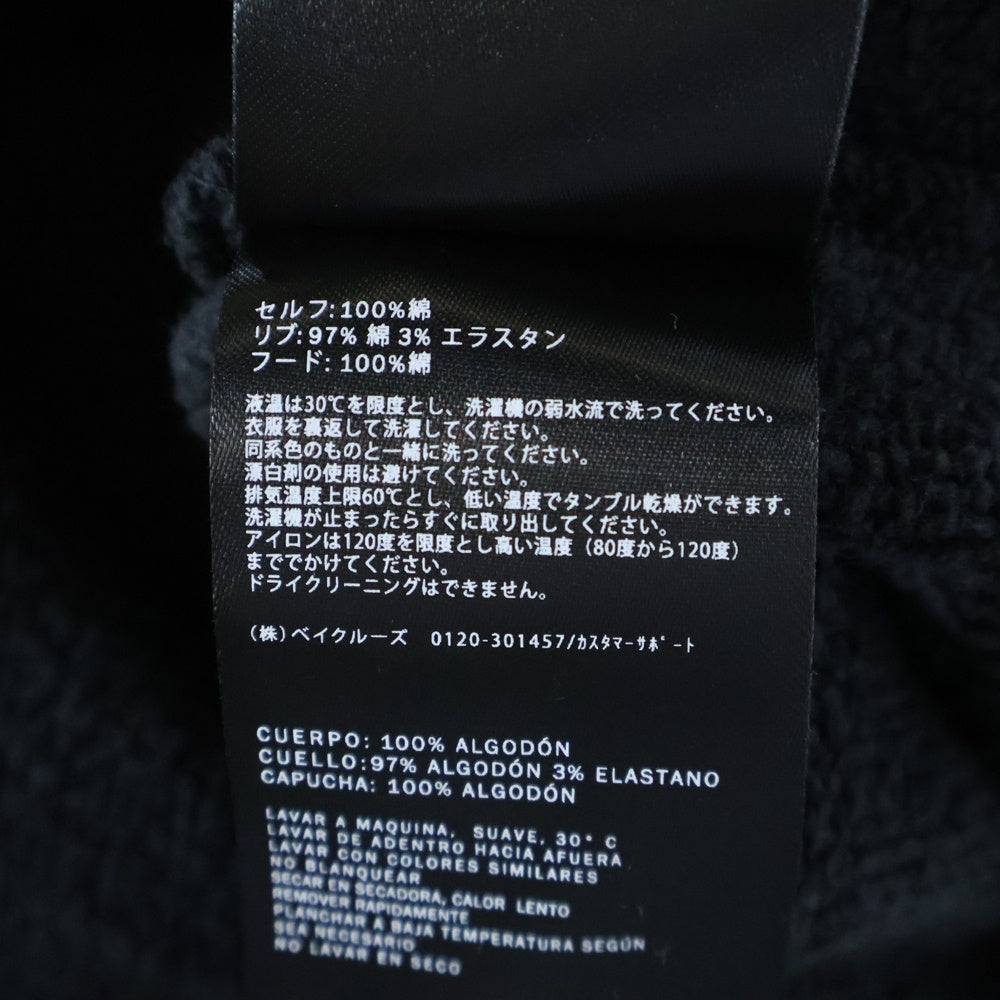 セルフ:100%綿
リブ:97% 綿 3% エラスタン
フード:100%綿
液温は30℃を限度とし、洗濯機の弱水流で洗ってください。
衣服を裏返して洗濯してください。
同系色のものと一緒に洗ってください。
漂白剤の使用は避けてください。
排気温度上限60℃とし、低い温度でタンブル乾燥ができます。
洗濯機が止まったらすぐに取り出してください。
アイロンは120度を限度とし高い温度（80度から120度）
まででかけてください。
ドライクリーニングはできません。
(株)ベイクルーズ 0120-301457/ｶｽﾀﾏｰｻﾎﾟｰﾄ
CUERPO: 100% ALGODÓN
CUELLO:97% ALGODÓN 3% ELASTANO
CAPUCHA: 100% ALGODÓN
LAVAR A MAQUINA, SUAVE, 30° C
LAVAR DE ADENTRO HACIA AFUERA
LAVAR CON COLORES SIMILARES
NO BLANQUEAR
SECAR EN SECADORA, CALOR LENTO
REMOVER RAPIDAMENTE
PLANCHAR A BAJA TEMPERATURA SEGÚN
SEA NECESARIO
NO LAVAR EN SECO